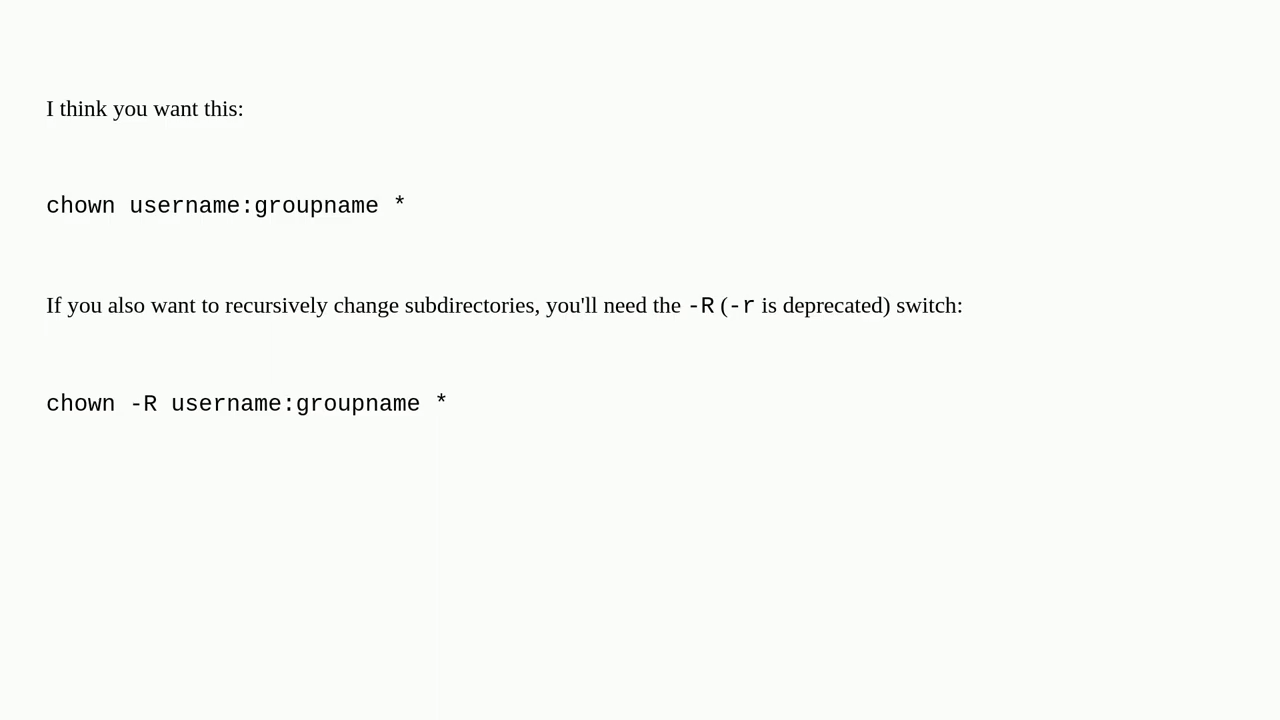 I think you want this:
chown username:groupname *
If you also want to recursively change subdirectories, you'll need the -R (-r is deprecated) switch:
chown -R username:groupname *